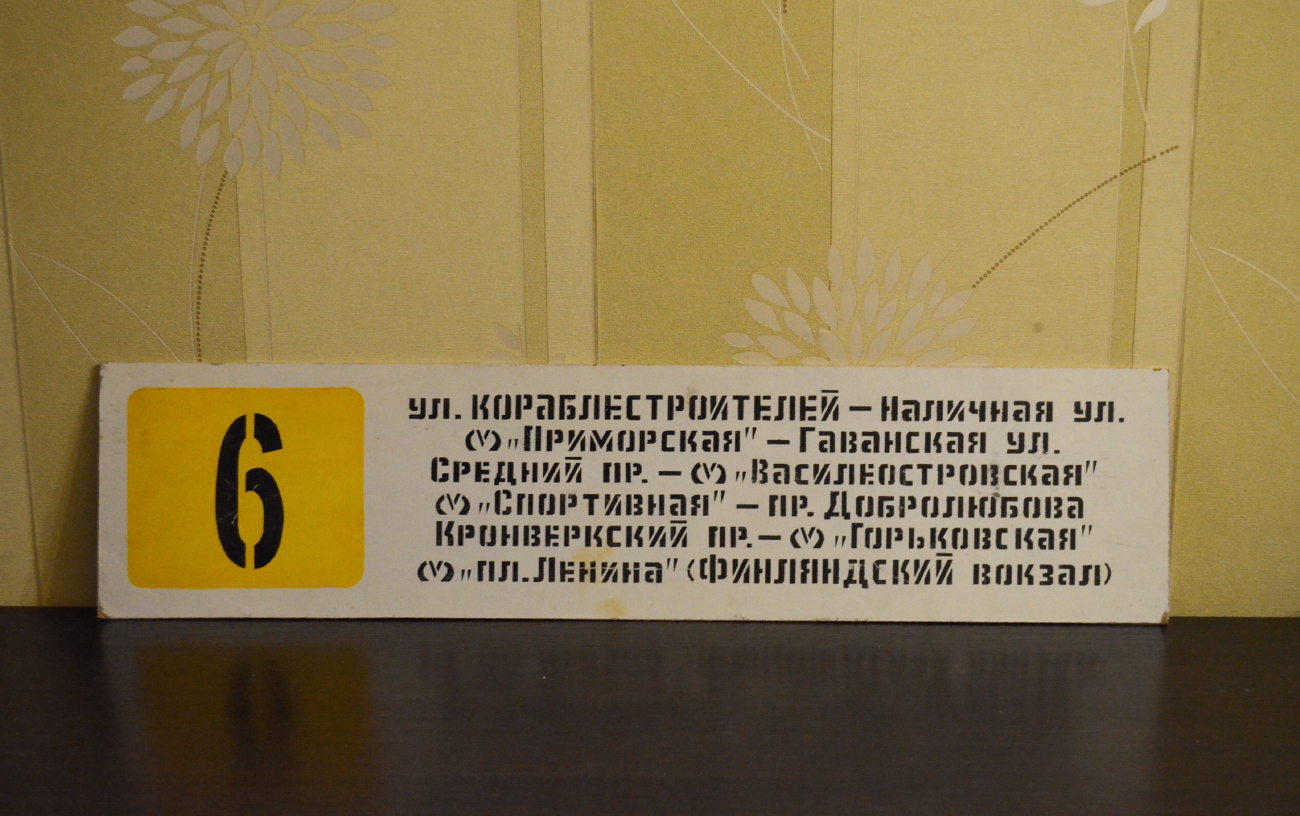 6
ул. КОРАБЛЕСТРОИТЕЛЕЙ – Наличная ул.
(М) „Приморская" – Гаванская ул.
Средний пр. – (М) „Василеостровская"
(М) „Спортивная" – пр. Добролюбова
Кронверкский пр. – (М) „Горьковская"
(М) „пл. Ленина" (ФИНЛЯНДСКИЙ вокзал)